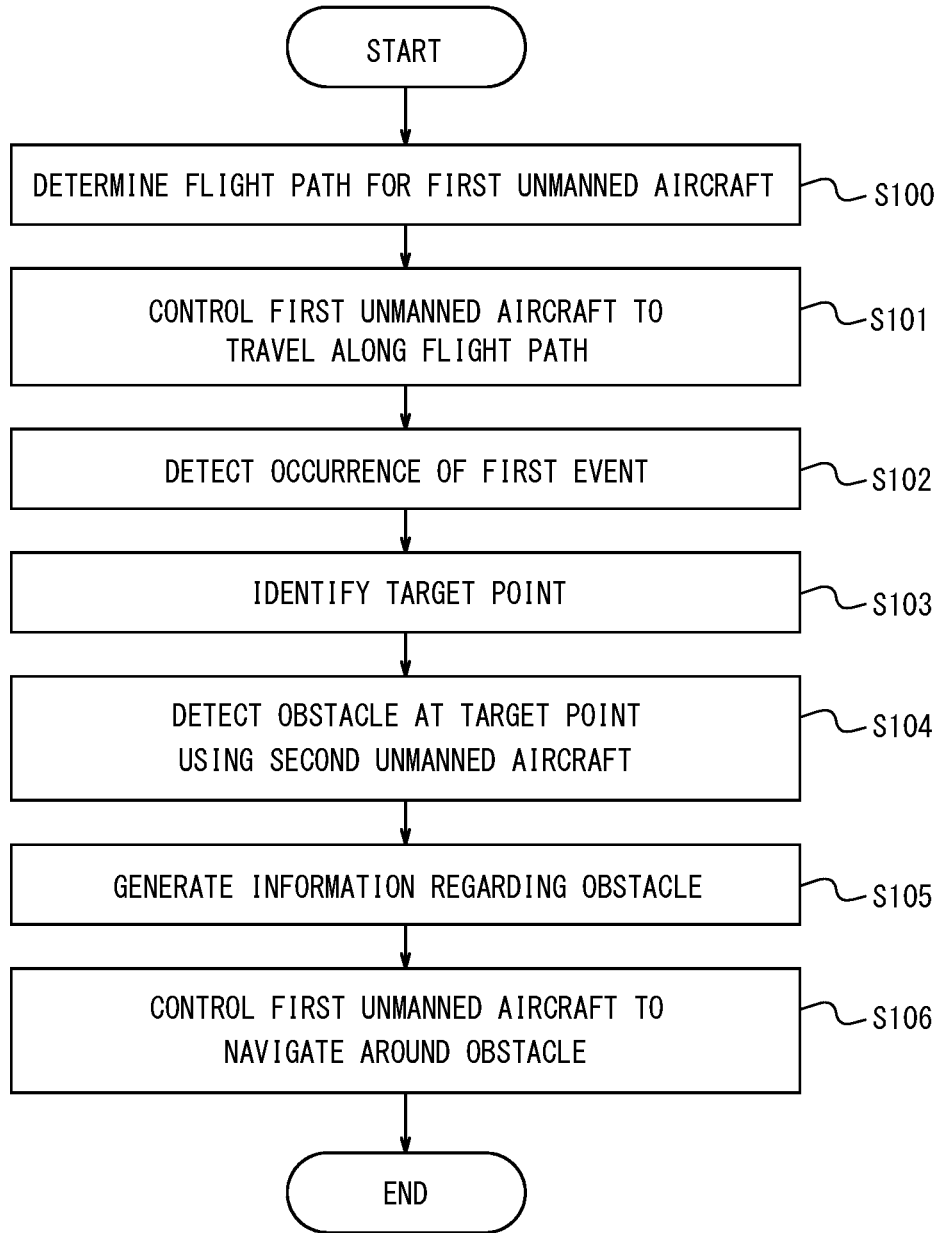 START
DETERMINE FLIGHT PATH FOR FIRST UNMANNED AIRCRAFT
S100
CONTROL FIRST UNMANNED AIRCRAFT TO
TRAVEL ALONG FLIGHT PATH
S101
DETECT OCCURRENCE OF FIRST EVENT
S102
IDENTIFY TARGET POINT
S103
DETECT OBSTACLE AT TARGET POINT
USING SECOND UNMANNED AIRCRAFT
S104
GENERATE INFORMATION REGARDING OBSTACLE
S105
CONTROL FIRST UNMANNED AIRCRAFT TO
NAVIGATE AROUND OBSTACLE
S106
END